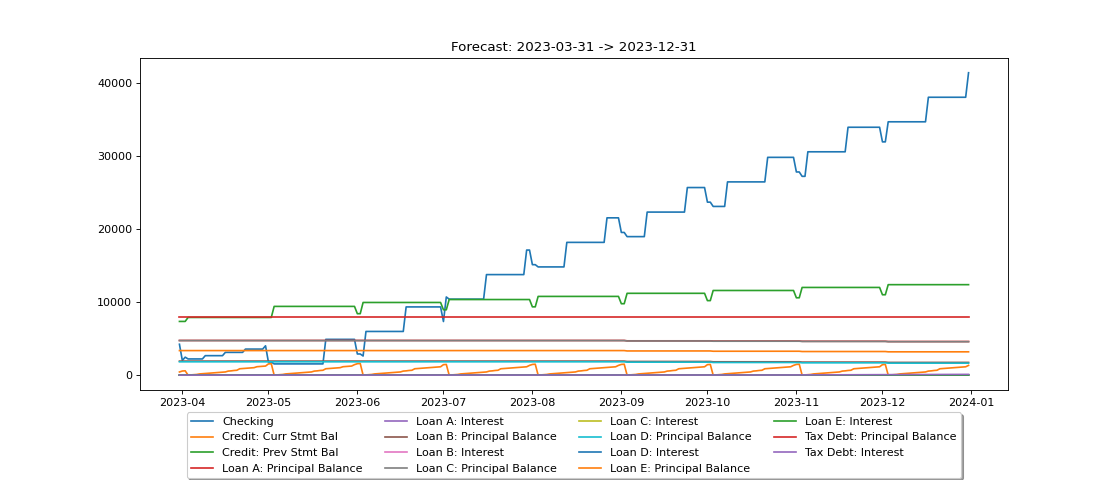 Forecast: 2023-03-31 -> 2023-12-31
40000
30000
20000
10000
0
2023-04 2023-05 2023-06 2023-07 2023-08 2023-09 2023-10 2023-11 2023-12 2024-01
Checking Loan A: Interest Loan C: Interest Loan E: Interest
Credit: Curr Stmt Bal Loan B: Principal Balance Loan D: Principal Balance Tax Debt: Principal Balance
Credit: Prev Stmt Bal Loan B: Interest Loan D: Interest Tax Debt: Interest
Loan A: Principal Balance Loan C: Principal Balance Loan E: Principal Balance